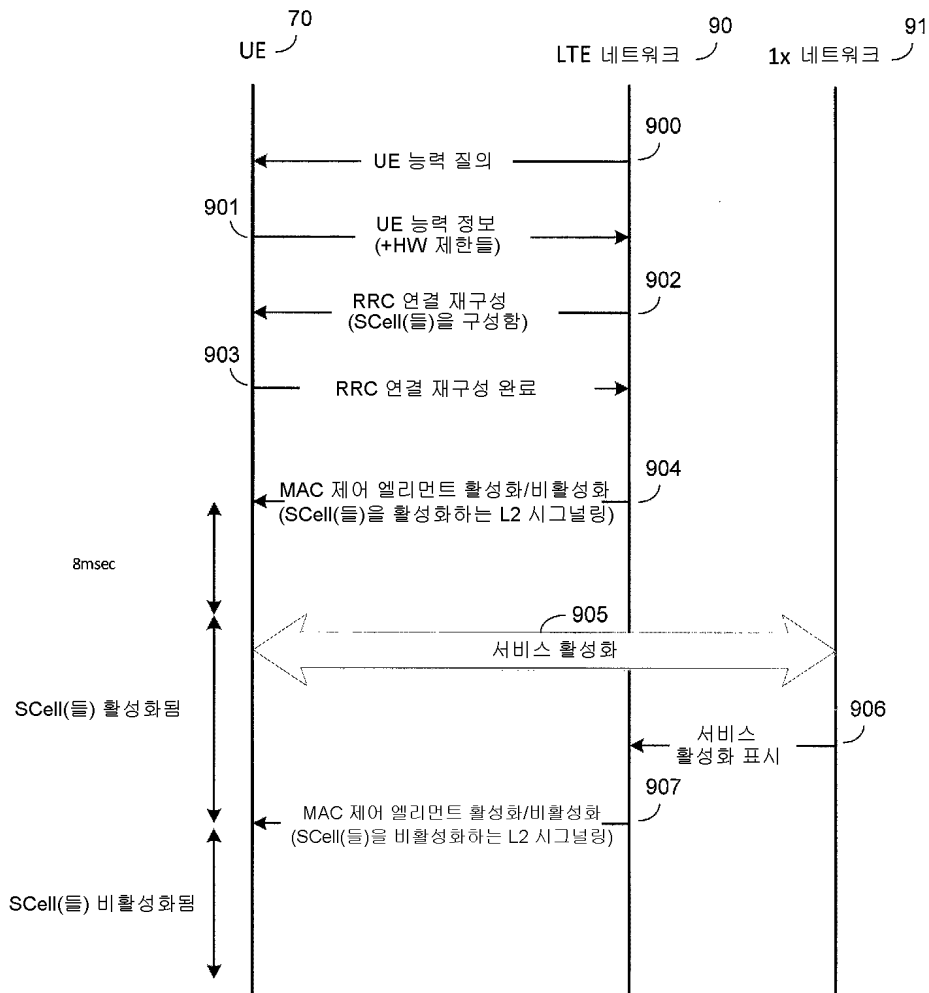 70
90
91
UE
LTE 네트워크
1x 네트워크
900
UE 능력 질의
901
UE 능력 정보
(+HW 제한들)
902
RRC 연결 재구성
(SCell(들)을 구성함)
903
RRC 연결 재구성 완료
904
MAC 제어 엘리먼트 활성화/비활성화
(SCell(들)을 활성화하는 L2 시그널링)
8msec
905
서비스 활성화
SCell(들) 활성화됨
906
서비스
활성화 표시
907
MAC 제어 엘리먼트 활성화/비활성화
(SCell(들)을 비활성화하는 L2 시그널링)
SCell(들) 비활성화됨